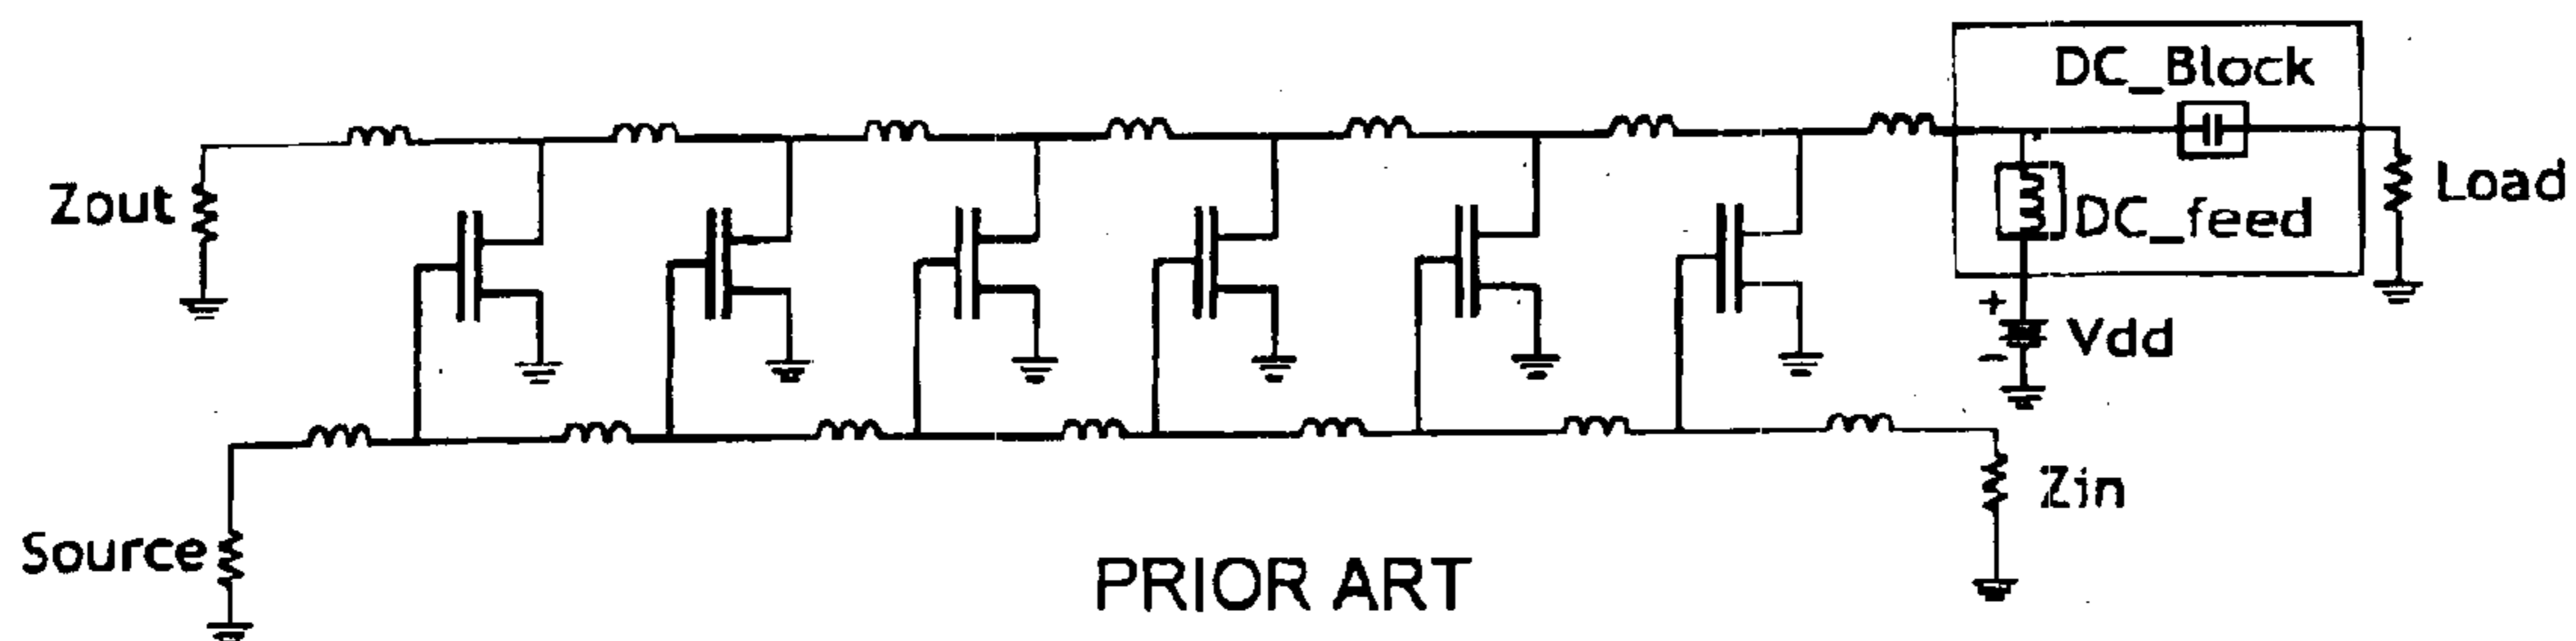 DC_Block
Zout
Load
DC_feed
+
Vdd
-
Zin
Source
PRIOR ART